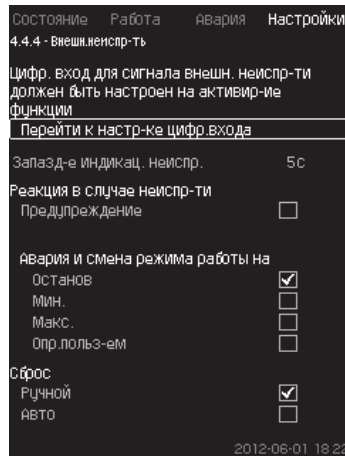 Состояние Работа Авария Настройки
4.4.4 - Внешн.неиспр-ть
Цифр. вход для сигнала внешн. неиспр-ти
должен быть настроен на активир-ие
функции
Перейти к настр-ке цифр.входа
Запазд-е индикац. неиспр. 5с
Реакция в случае неиспр-ти
Предупреждение
Авария и смена режима работы на
Останов
Мин.
Макс.
Опр.польз-ем
Сброс
Ручной
Авто
2012-06-01 18:22